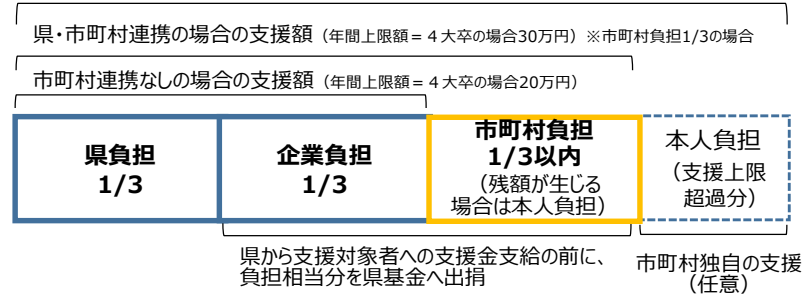 県・市町村連携の場合の支援額（年間上限額＝４大卒の場合30万円）※市町村負担1/3の場合
市町村連携なしの場合の支援額（年間上限額＝４大卒の場合20万円）
県負担
1/3
企業負担
1/3
市町村負担
1/3以内
（残額が生じる
場合は本人負担）
本人負担
（支援上限
超過分）
県から支援対象者への支援金支給の前に、
負担相当分を県基金へ出捐
市町村独自の支援
（任意）